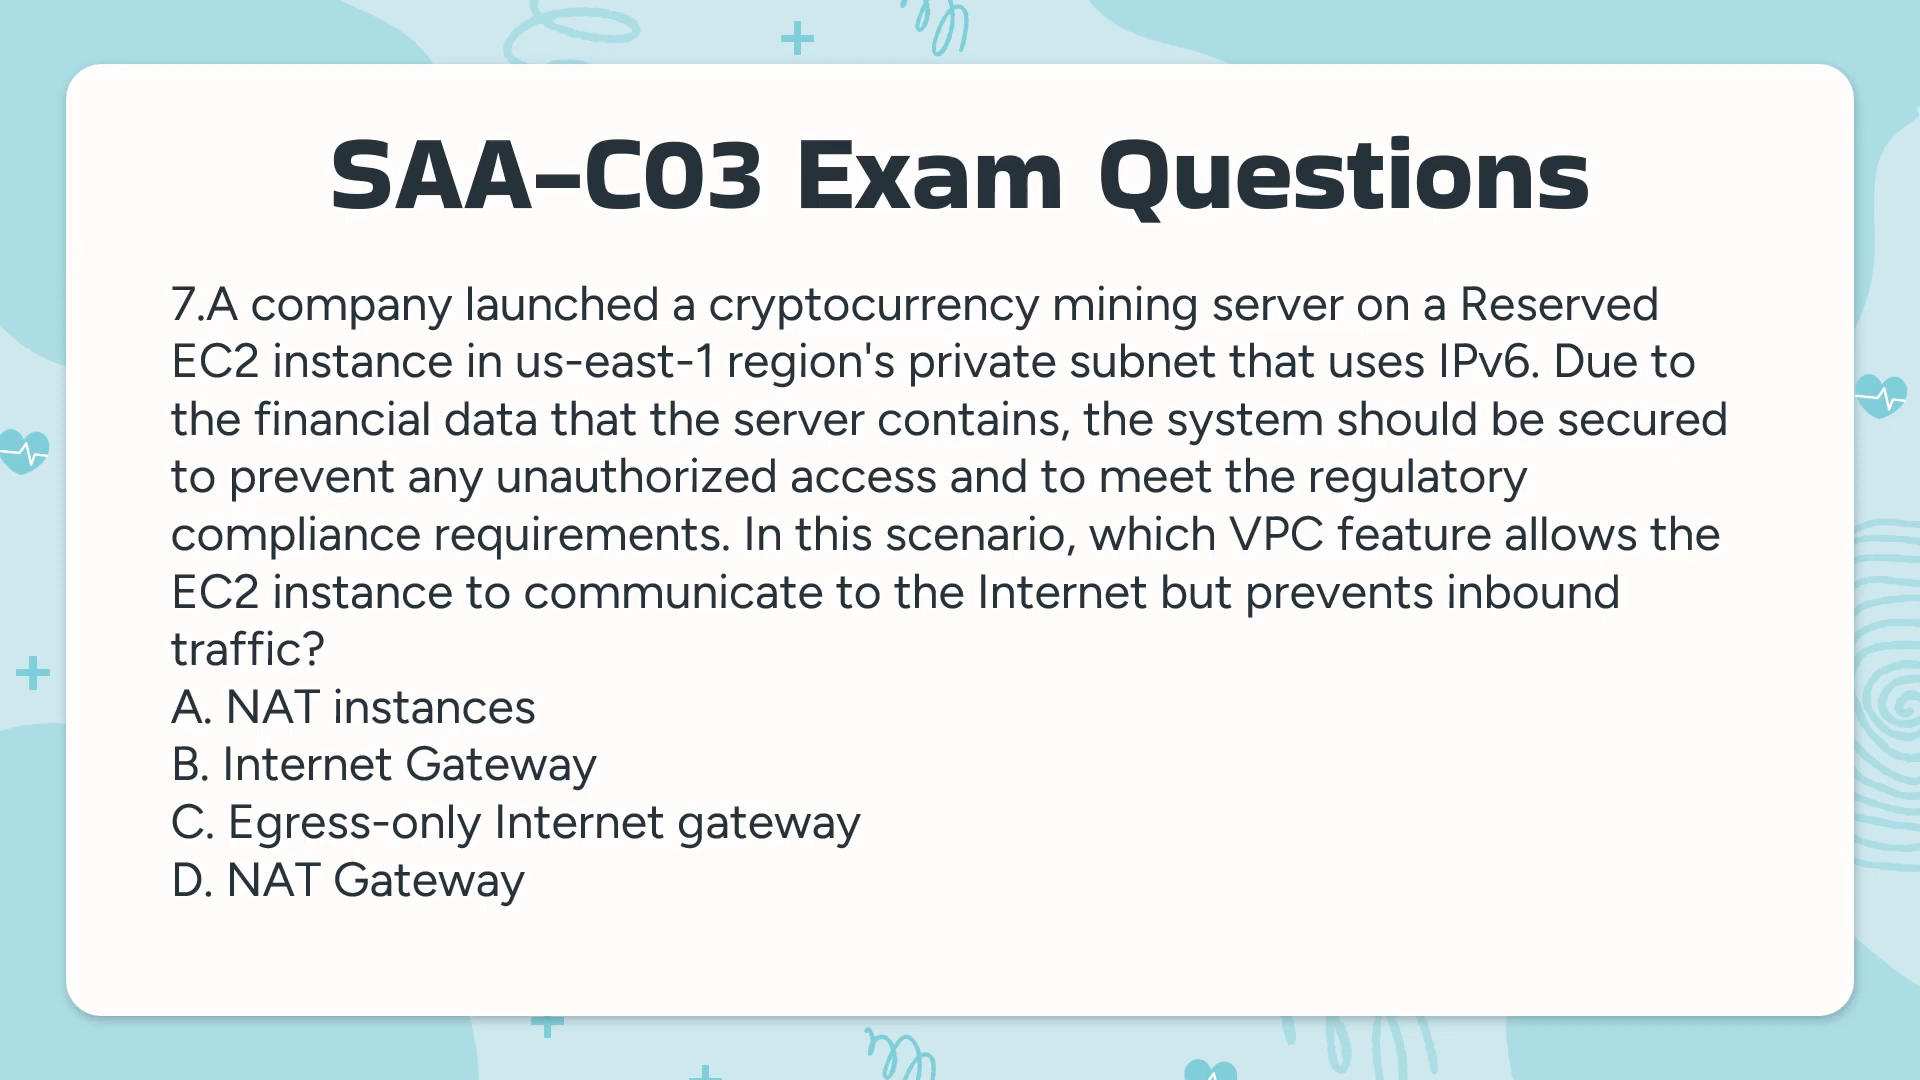 SAA-C03 Exam Questions
7.A company launched a cryptocurrency mining server on a Reserved
EC2 instance in us-east-1 region's private subnet that uses IPv6. Due to
the financial data that the server contains, the system should be secured
to prevent any unauthorized access and to meet the regulatory
compliance requirements. In this scenario, which VPC feature allows the
EC2 instance to communicate to the Internet but prevents inbound
traffic?
A. NAT instances
B. Internet Gateway
C. Egress-only Internet gateway
D. NAT Gateway